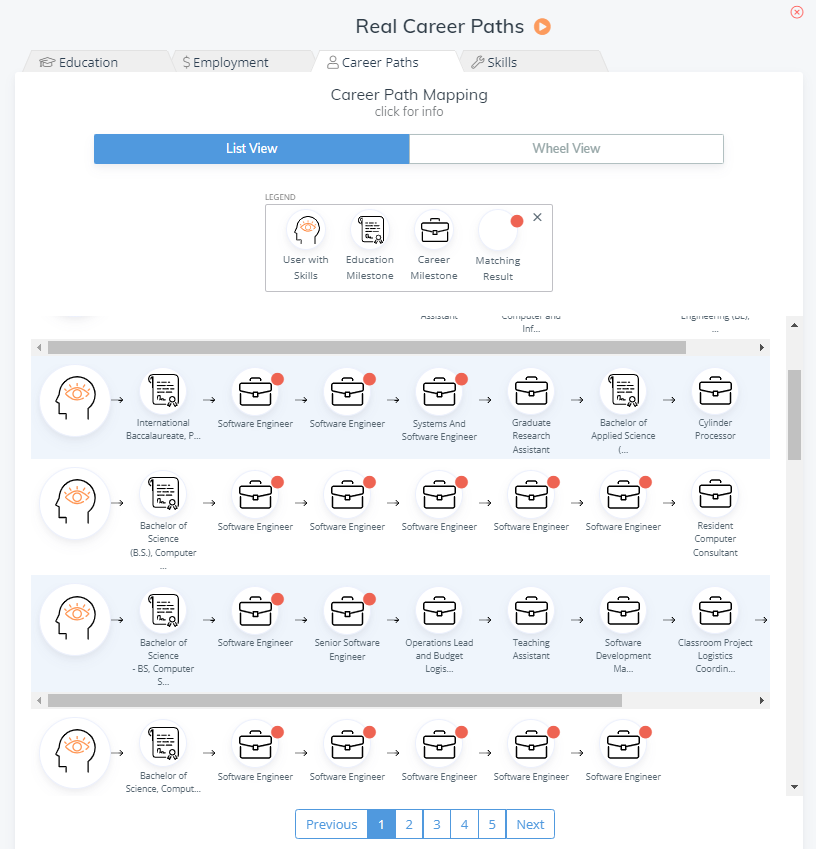 Real Career Paths
Education
$ Employment
Career Paths
Skills
Career Path Mapping
click for info
List View
Wheel View
LEGEND
User with
Skills
Education
Milestone
Career
Milestone
Matching
Result
Assistant
Computer and
Inf...
Engineering (BE),
...
International
Baccalaureate, P...
Software Engineer
Software Engineer
Systems And
Software Engineer
Graduate
Research
Assistant
Bachelor of
Applied Science
(...
Cylinder
Processor
Bachelor of
Science
(B.S.), Computer
...
Software Engineer
Software Engineer
Software Engineer
Software Engineer
Software Engineer
Resident
Computer
Consultant
Bachelor of
Science
- BS, Computer
S...
Software Engineer
Senior Software
Engineer
Operations Lead
and Budget
Logis...
Teaching
Assistant
Software
Development
Ma...
Classroom Project
Logistics
Coordin...
Bachelor of
Science, Comput...
Software Engineer
Software Engineer
Software Engineer
Software Engineer
Software Engineer
Previous 1 2 3 4 5 Next